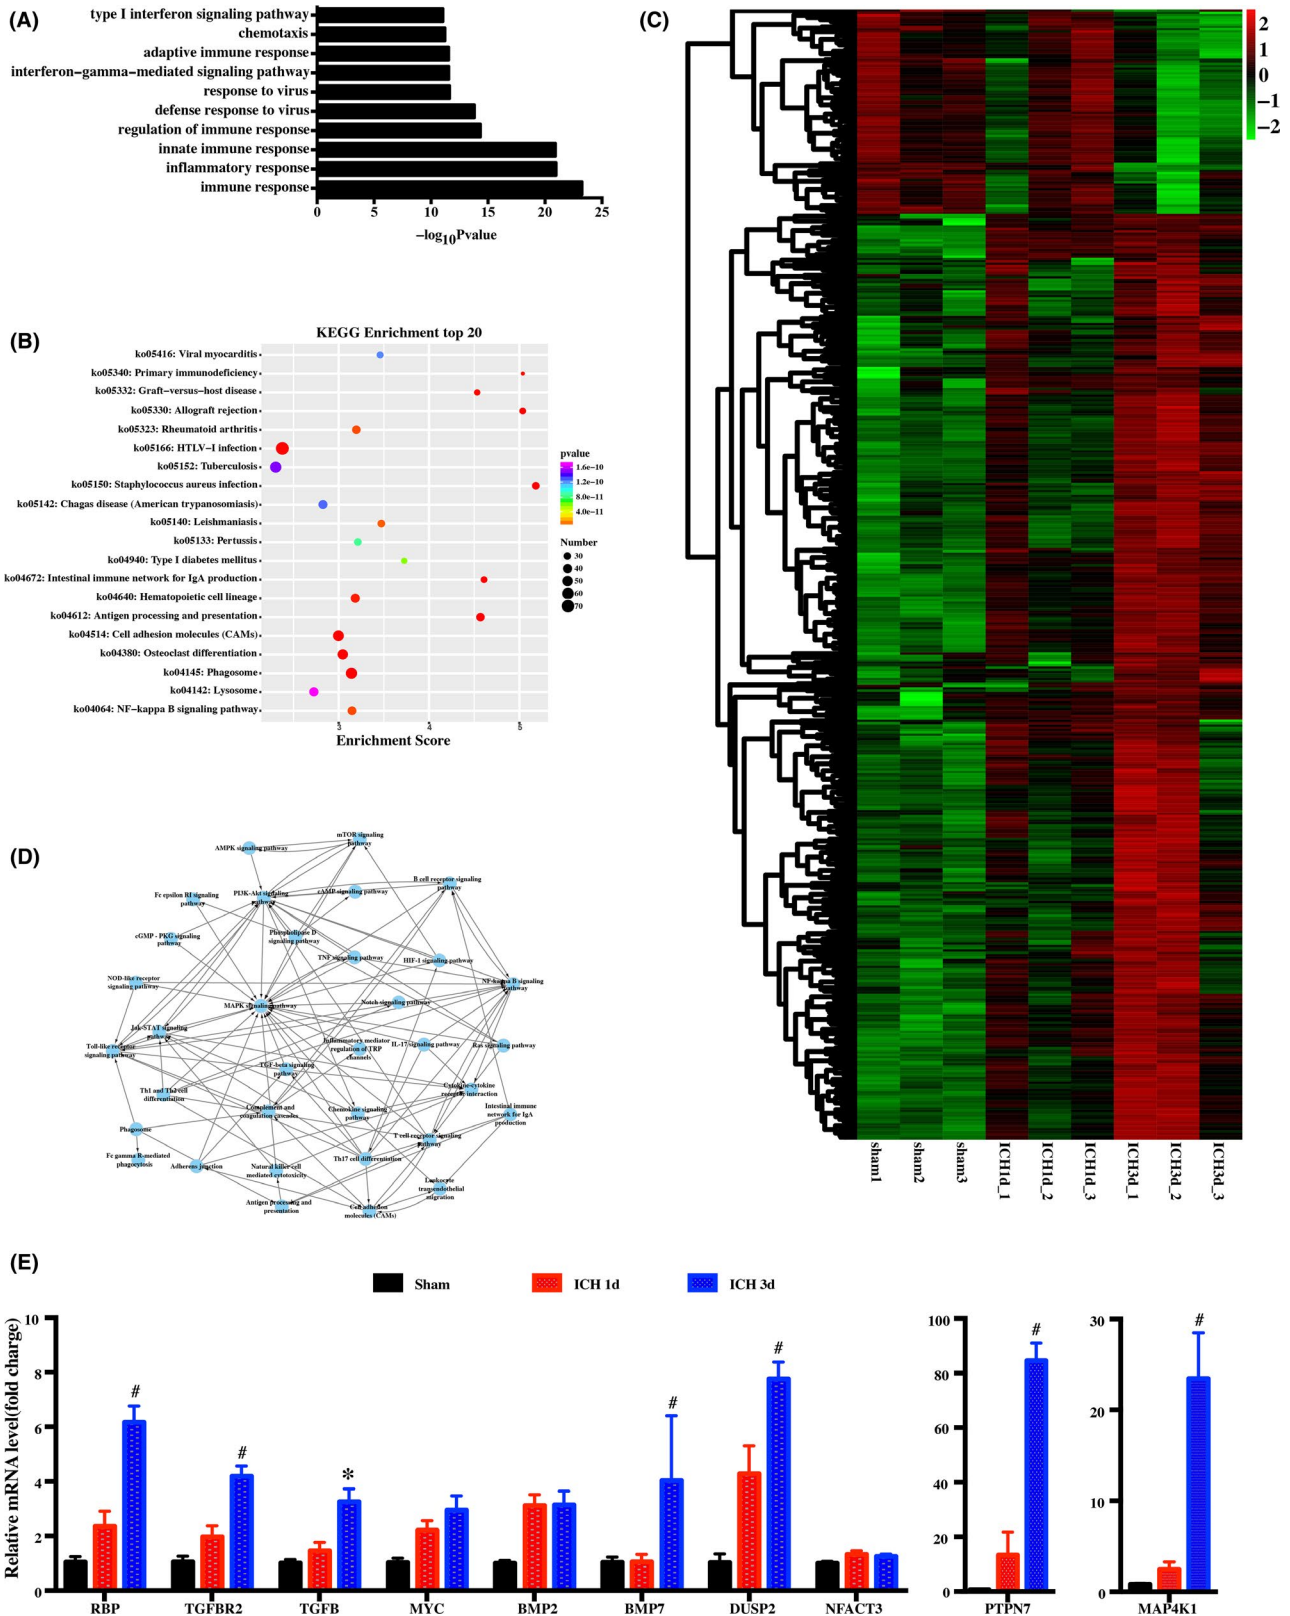 (A)
type I interferon signaling pathway
chemotaxis
adaptive immune response
interferon-gamma-mediated signaling pathway
response to virus
defense response to virus
regulation of immune response
innate immune response
inflammatory response
immune response
0 5 10 15 20 25
-log10Pvalue
(B)
KEGG Enrichment top 20
ko05416: Viral myocarditis
ko05340: Primary immunodeficiency
ko05332: Graft-versus-host disease
ko05330: Allograft rejection
ko05323: Rheumatoid arthritis
ko05166: HTLV-I infection
ko05152: Tuberculosis
ko05150: Staphylococcus aureus infection
ko05142: Chagas disease (American trypanosomiasis)
ko05140: Leishmaniasis
ko05133: Pertussis
ko04940: Type I diabetes mellitus
ko04672: Intestinal immune network for IgA production
ko04640: Hematopoietic cell lineage
ko04612: Antigen processing and presentation
ko04514: Cell adhesion molecules (CAMs)
ko04380: Osteoclast differentiation
ko04145: Phagosome
ko04142: Lysosome
ko04064: NF-kappa B signaling pathway
3 4 5
Enrichment Score
pvalue
1.6e-10
1.2e-10
8.0e-11
4.0e-11
Number
30
40
50
60
70
(C)
2
1
0
-1
-2
sham1 sham2 sham3 ICH1d_1 ICH1d_2 ICH1d_3 ICH3d_1 ICH3d_2 ICH3d_3
(D)
mTOR signaling
pathway
AMPK signaling pathway
B cell receptor signaling
pathway
Fc epsilon RI signaling
pathway
PI3K-Akt signaling
pathway
cAMP signaling pathway
cGMP - PKG signaling
pathway
Phospholipase D
signaling pathway
TNF signaling pathway
HIF-1 signaling pathway
NOD-like receptor
signaling pathway
NF-kappa B signaling
pathway
MAPK signaling pathway
Notch signaling pathway
Jak-STAT signaling
pathway
Toll-like receptor
signaling pathway
Inflammatory mediator
regulation of TRP
channels
IL-17 signaling pathway
Ras signaling pathway
TGF-beta signaling
pathway
Th1 and Th2 cell
differentiation
Cytokine-cytokine
receptor interaction
Complement and
coagulation cascades
Chemokine signaling
pathway
Intestinal immune
network for IgA
production
Phagosome
T cell receptor signaling
pathway
Fc gamma R-mediated
phagocytosis
Adherens junction
Natural killer cell
mediated cytotoxicity
Th17 cell differentiation
Leukocyte
transendothelial
migration
Antigen processing and
presentation
Cell adhesion
molecules (CAMs)
(E)
Sham ICH 1d ICH 3d
Relative mRNA level(fold charge)
10
8
6
4
2
0
# # * # #
RBP TGFBR2 TGFB MYC BMP2 BMP7 DUSP2 NFACT3
100
80
60
40
20
0
#
PTPN7
30
20
10
0
#
MAP4K1